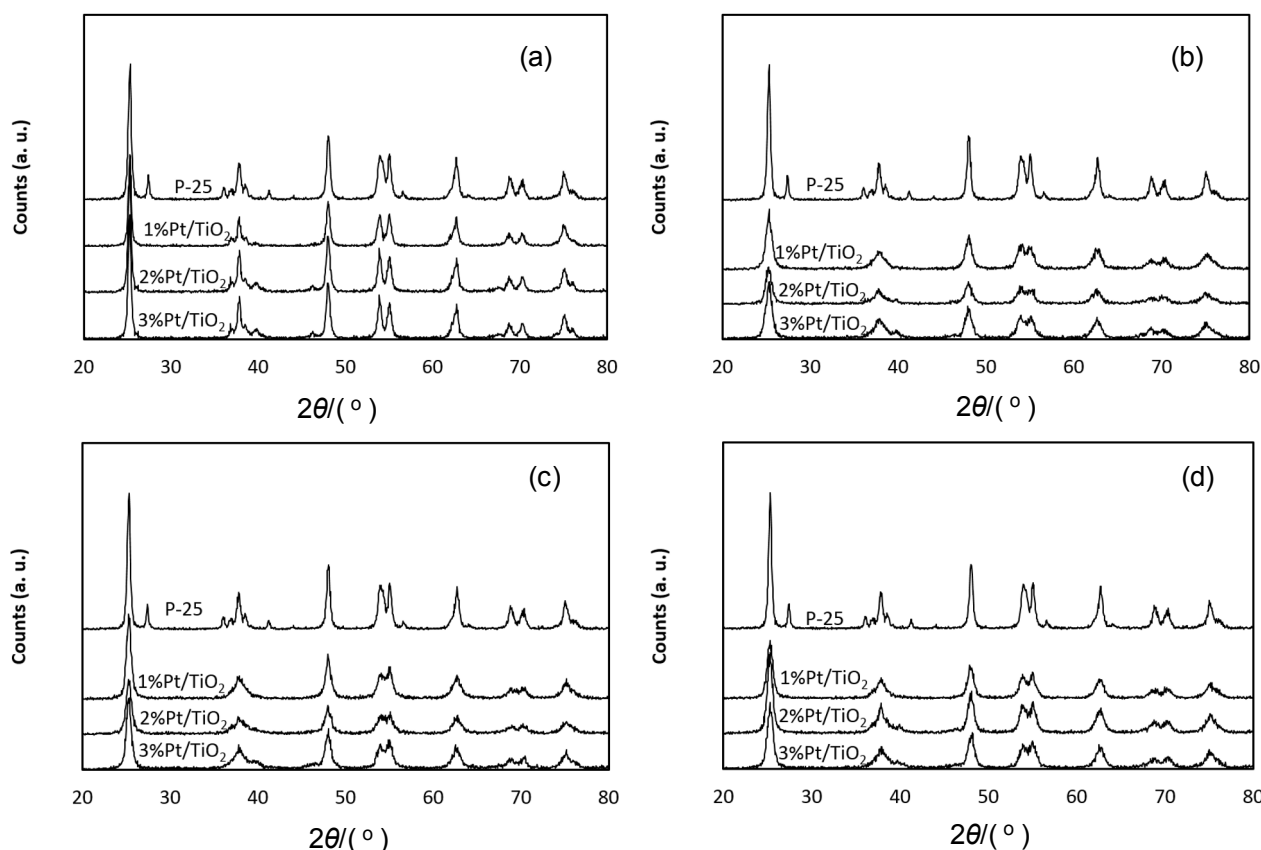 (a)
Counts (a. u.)
P-25
1%Pt/TiO₂
2%Pt/TiO₂
3%Pt/TiO₂
20 30 40 50 60 70 80
2θ/( ° )
(b)
Counts (a. u.)
P-25
1%Pt/TiO₂
2%Pt/TiO₂
3%Pt/TiO₂
20 30 40 50 60 70 80
2θ/( ° )
(c)
Counts (a. u.)
P-25
1%Pt/TiO₂
2%Pt/TiO₂
3%Pt/TiO₂
20 30 40 50 60 70 80
2θ/( ° )
(d)
Counts (a. u.)
P-25
1%Pt/TiO₂
2%Pt/TiO₂
3%Pt/TiO₂
20 30 40 50 60 70 80
2θ/( ° )